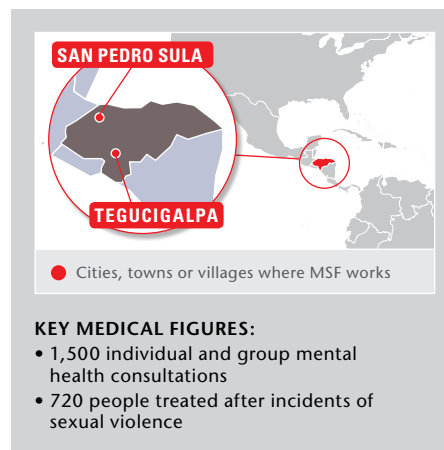 SAN PEDRO SULA
TEGUCIGALPA
Cities, towns or villages where MSF works
KEY MEDICAL FIGURES:
• 1,500 individual and group mental
health consultations
• 720 people treated after incidents of
sexual violence